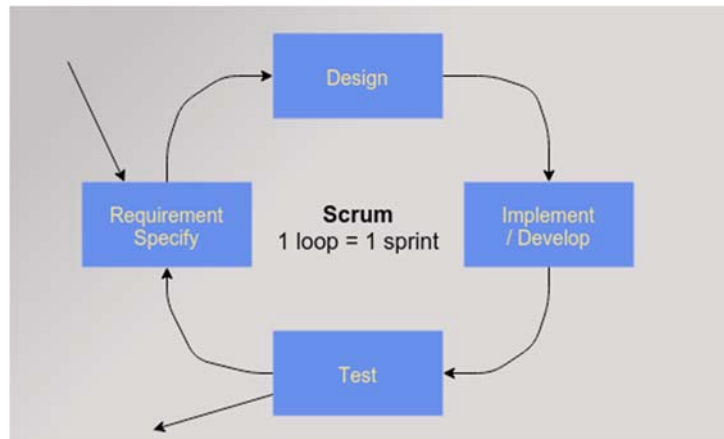 Design
Requirement
Specify
Scrum
1 loop = 1 sprint
Implement
/ Develop
Test